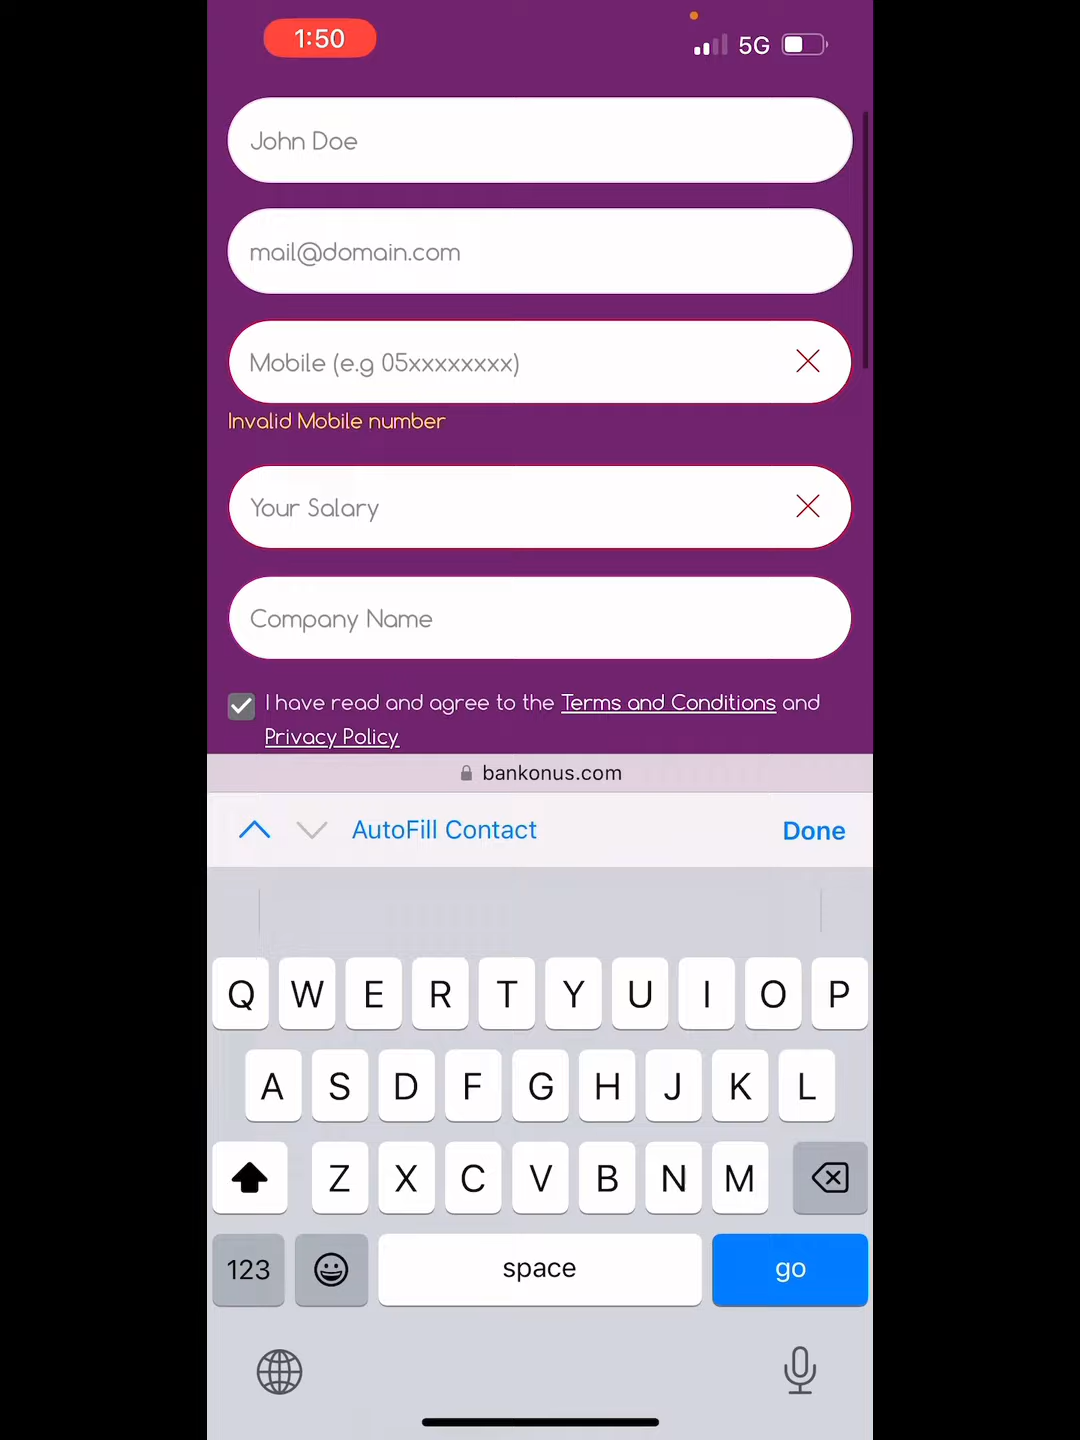 1:50
5G
John Doe
mail@domain.com
Mobile (e.g 05xxxxxxxx)
Invalid Mobile number
Your Salary
Company Name
I have read and agree to the Terms and Conditions and
Privacy Policy
bankonus.com
AutoFill Contact
Done
Q W E R T Y U I O P
A S D F G H J K L
Z X C V B N M
123
space
go